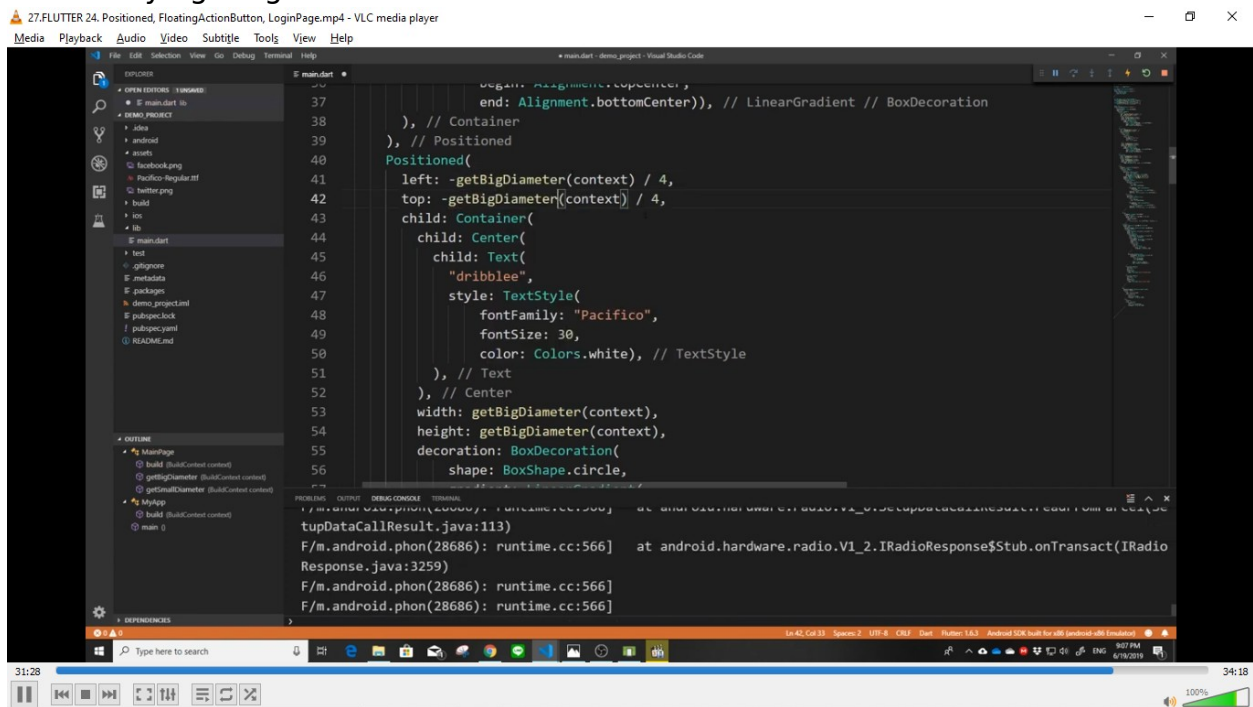 27.FLUTTER 24. Positioned, FloatingActionButton, LoginPage.mp4 - VLC media player
Media Playback Audio Video Subtitle Tools View Help
File Edit Selection View Go Debug Terminal Help
● main.dart - demo_project - Visual Studio Code
EXPLORER
main.dart ●
OPEN EDITORS 1 UNSAVED
● main.dart lib
DEMO_PROJECT
.idea
android
assets
facebook.png
Pacifico-Regular.ttf
twitter.png
build
ios
lib
main.dart
test
.gitignore
.metadata
.packages
demo_project.iml
pubspec.lock
pubspec.yaml
README.md
OUTLINE
MainPage
build (BuildContext context)
getBigDiameter (BuildContext context)
getSmallDiameter (BuildContext context)
MyApp
build (BuildContext context)
main ()
DEPENDENCIES
begin: Alignment.topCenter,
37 end: Alignment.bottomCenter)), // LinearGradient // BoxDecoration
38 ), // Container
39 ), // Positioned
40 Positioned(
41 left: -getBigDiameter(context) / 4,
42 top: -getBigDiameter(context) / 4,
43 child: Container(
44 child: Center(
45 child: Text(
46 "dribblee",
47 style: TextStyle(
48 fontFamily: "Pacifico",
49 fontSize: 30,
50 color: Colors.white), // TextStyle
51 ), // Text
52 ), // Center
53 width: getBigDiameter(context),
54 height: getBigDiameter(context),
55 decoration: BoxDecoration(
56 shape: BoxShape.circle,
PROBLEMS OUTPUT DEBUG CONSOLE TERMINAL
tupDataCallResult.java:113)
F/m.android.phon(28686): runtime.cc:566] at android.hardware.radio.V1_2.IRadioResponse$Stub.onTransact(IRadio
Response.java:3259)
F/m.android.phon(28686): runtime.cc:566]
F/m.android.phon(28686): runtime.cc:566]
0 0
Ln 42, Col 33 Spaces: 2 UTF-8 CRLF Dart Flutter: 1.6.3 Android SDK built for x86 (android-x86 Emulator)
Type here to search
ENG
9:07 PM
6/19/2019
31:28
34:18
100%